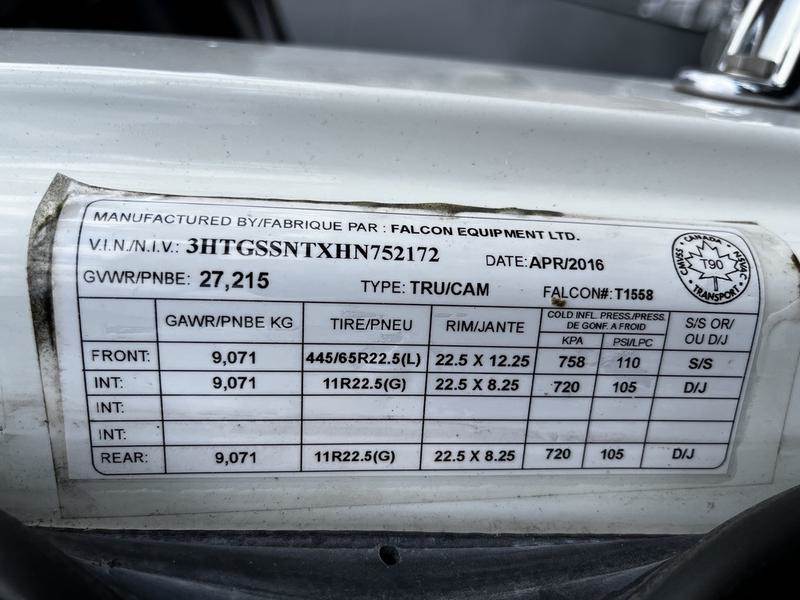 MANUFACTURED BY/FABRIQUE PAR : FALCON EQUIPMENT LTD.
V.I.N./N.I.V.: 3HTGSSNTXHN752172 DATE: APR/2016
GVWR/PNBE: 27,215 TYPE: TRU/CAM FALCON#: T1558
CANADA CMVSS NSVAC T90 TRANSPORT
GAWR/PNBE KG TIRE/PNEU RIM/JANTE COLD INFL. PRESS/PRESS. DE GONF. A FROID KPA PSI/LPC S/S OR/ OU D/J
FRONT: 9,071 445/65R22.5(L) 22.5 X 12.25 758 110 S/S
INT: 9,071 11R22.5(G) 22.5 X 8.25 720 105 D/J
INT:
INT:
REAR: 9,071 11R22.5(G) 22.5 X 8.25 720 105 D/J